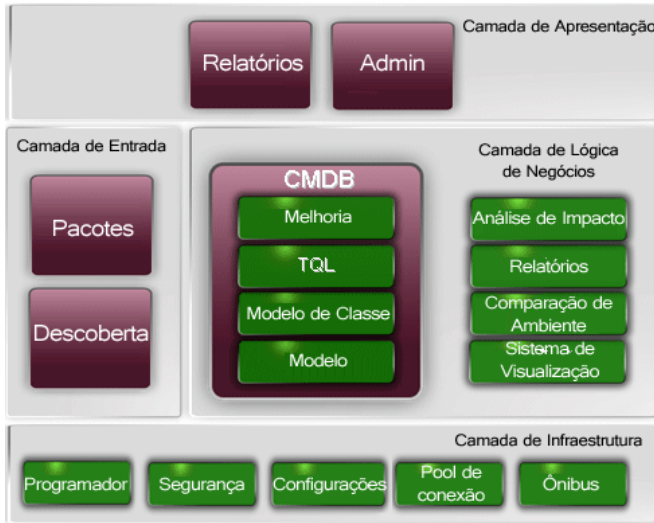 Camada de Apresentação
Relatórios
Admin
Camada de Entrada
Pacotes
Descoberta
CMDB
Melhoria
TQL
Modelo de Classe
Modelo
Camada de Lógica
de Negócios
Análise de Impacto
Relatórios
Comparação de
Ambiente
Sistema de
Visualização
Camada de Infraestrutura
Programador
Segurança
Configurações
Pool de
conexão
Ônibus